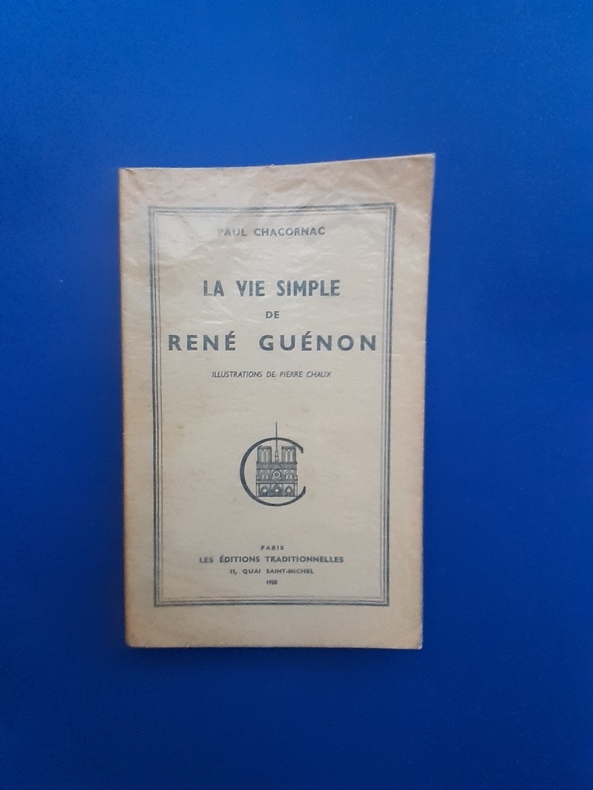 PAUL CHACORNAC
LA VIE SIMPLE
DE
RENÉ GUÉNON
ILLUSTRATIONS DE PIERRE CHAUX
PARIS
LES ÉDITIONS TRADITIONNELLES
11, QUAI SAINT-MICHEL